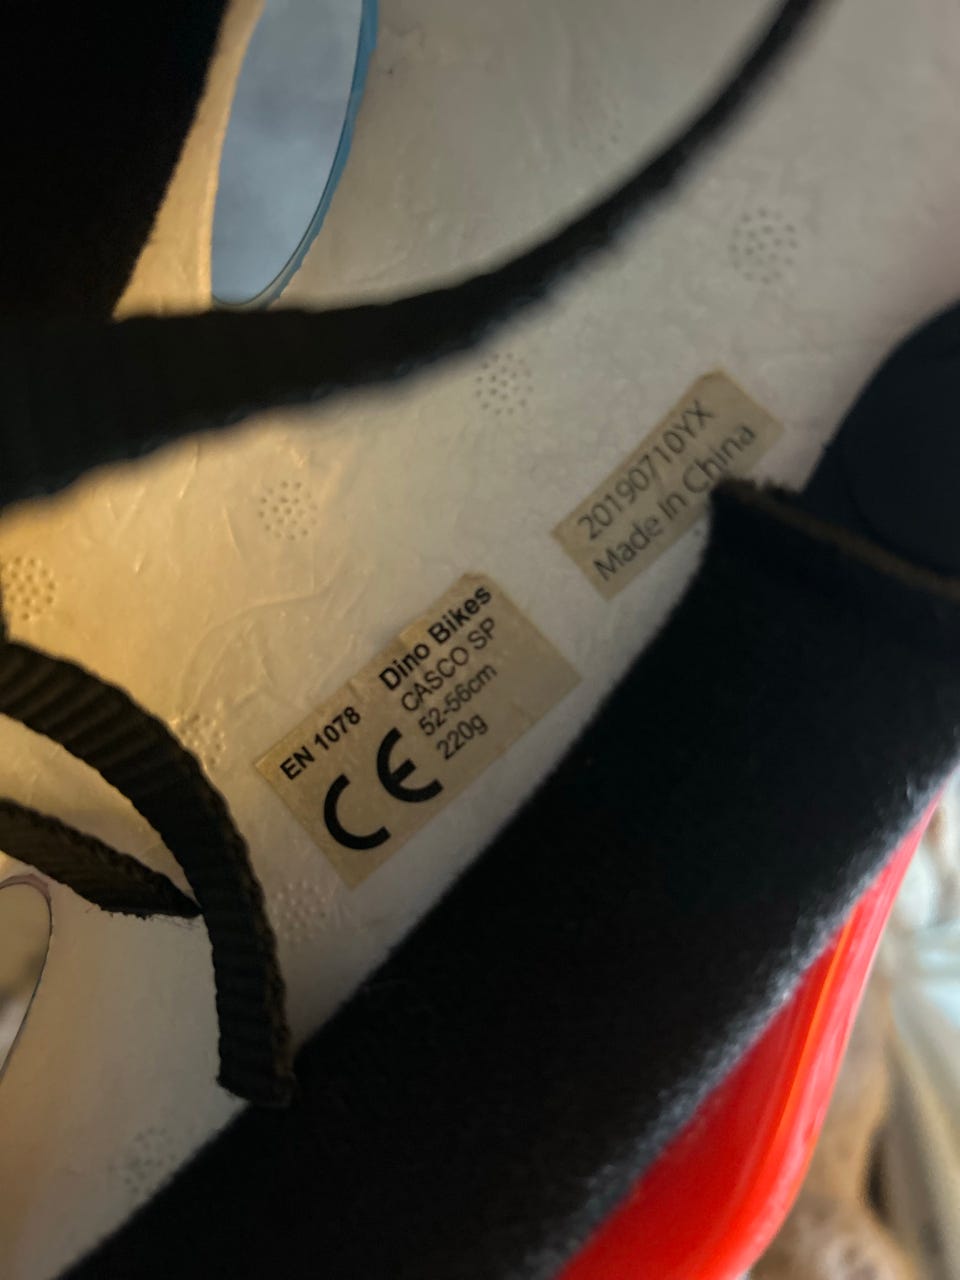 20190710YX
Made In China
EN 1078
CE
Dino Bikes
CASCO SP
52-56cm
220g